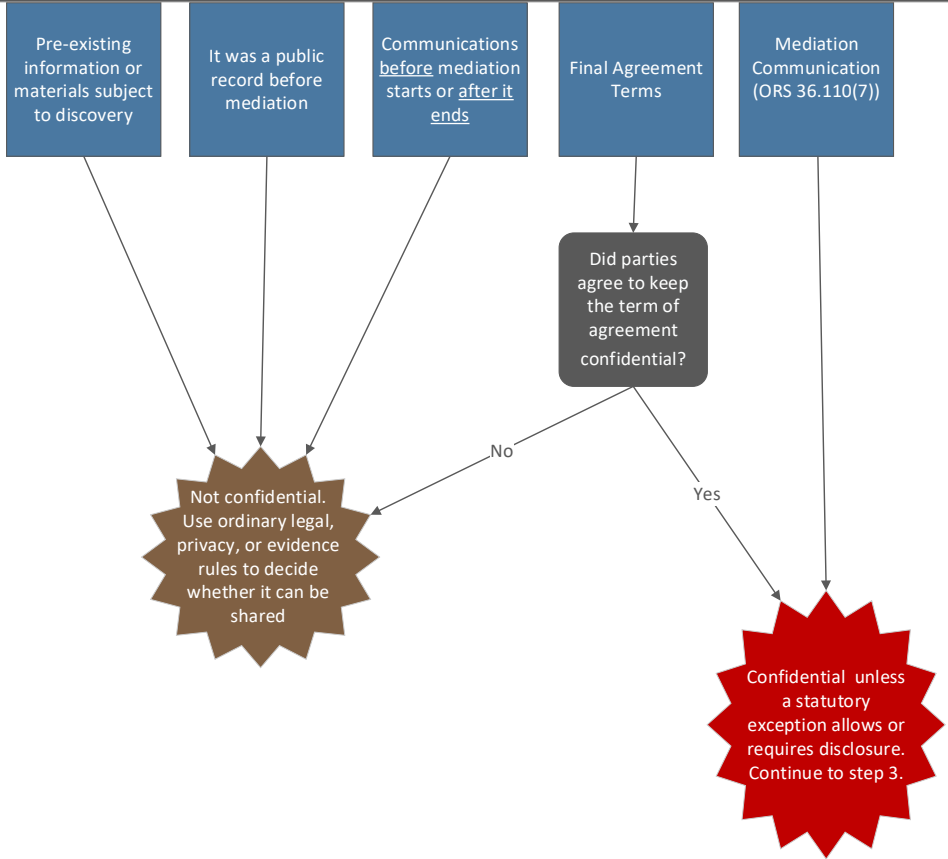 Pre-existing
information or
materials subject
to discovery
It was a public
record before
mediation
Communications
before mediation
starts or after it
ends
Final Agreement
Terms
Mediation
Communication
(ORS 36.110(7))
Did parties
agree to keep
the term of
agreement
confidential?
No
Yes
Not confidential.
Use ordinary legal,
privacy, or evidence
rules to decide
whether it can be
shared
Confidential  unless
a statutory
exception allows or
requires disclosure.
Continue to step 3.